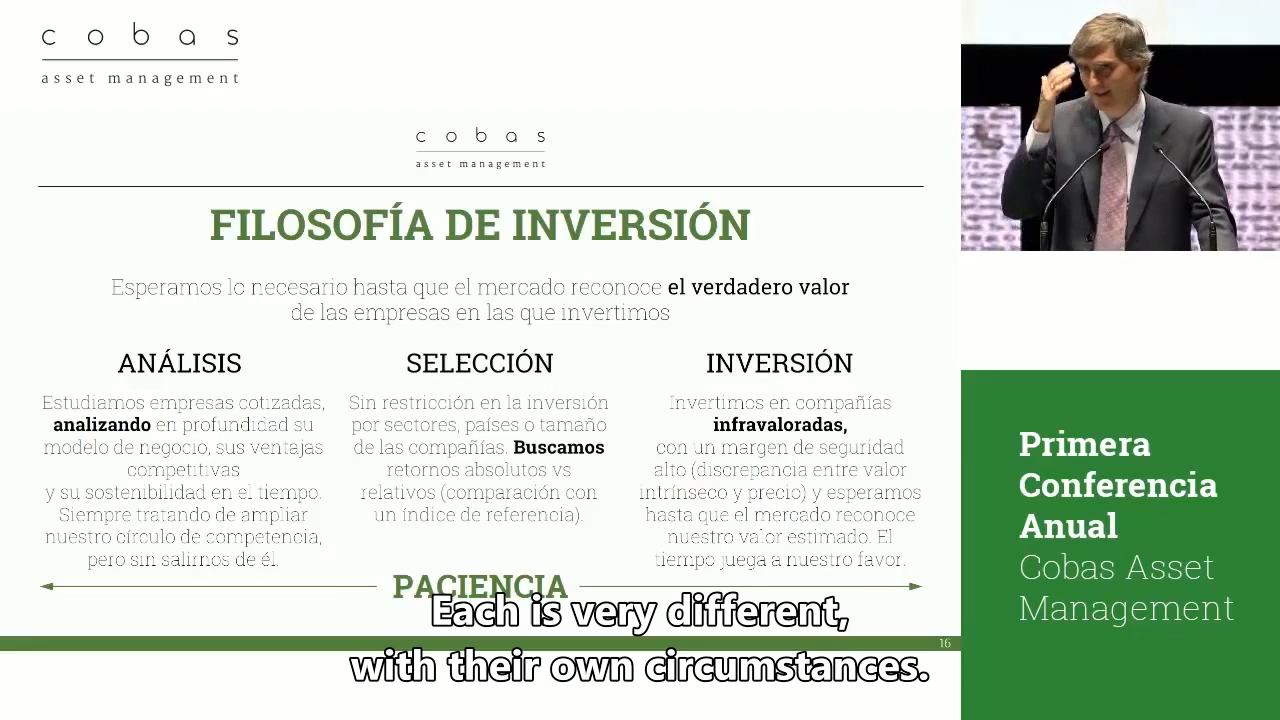 cobas
asset management
cobas
asset management
FILOSOFÍA DE INVERSIÓN
Esperamos lo necesario hasta que el mercado reconoce el verdadero valor
de las empresas en las que invertimos
ANÁLISIS
Estudiamos empresas cotizadas,
analizando en profundidad su
modelo de negocio, sus ventajas
competitivas
y su sostenibilidad en el tiempo.
Siempre tratando de ampliar
nuestro círculo de competencia,
pero sin salirnos de él.
SELECCIÓN
Sin restricción en la inversión
por sectores, países o tamaño
de las compañías. Buscamos
retornos absolutos vs
relativos (comparación con
un índice de referencia).
INVERSIÓN
Invertimos en compañías
infravaloradas,
con un margen de seguridad
alto (discrepancia entre valor
intrínseco y precio) y esperamos
hasta que el mercado reconoce
nuestro valor estimado. El
tiempo juega a nuestro favor.
PACIENCIA
16
Each is very different,
with their own circumstances.
Primera
Conferencia
Anual
Cobas Asset
Management